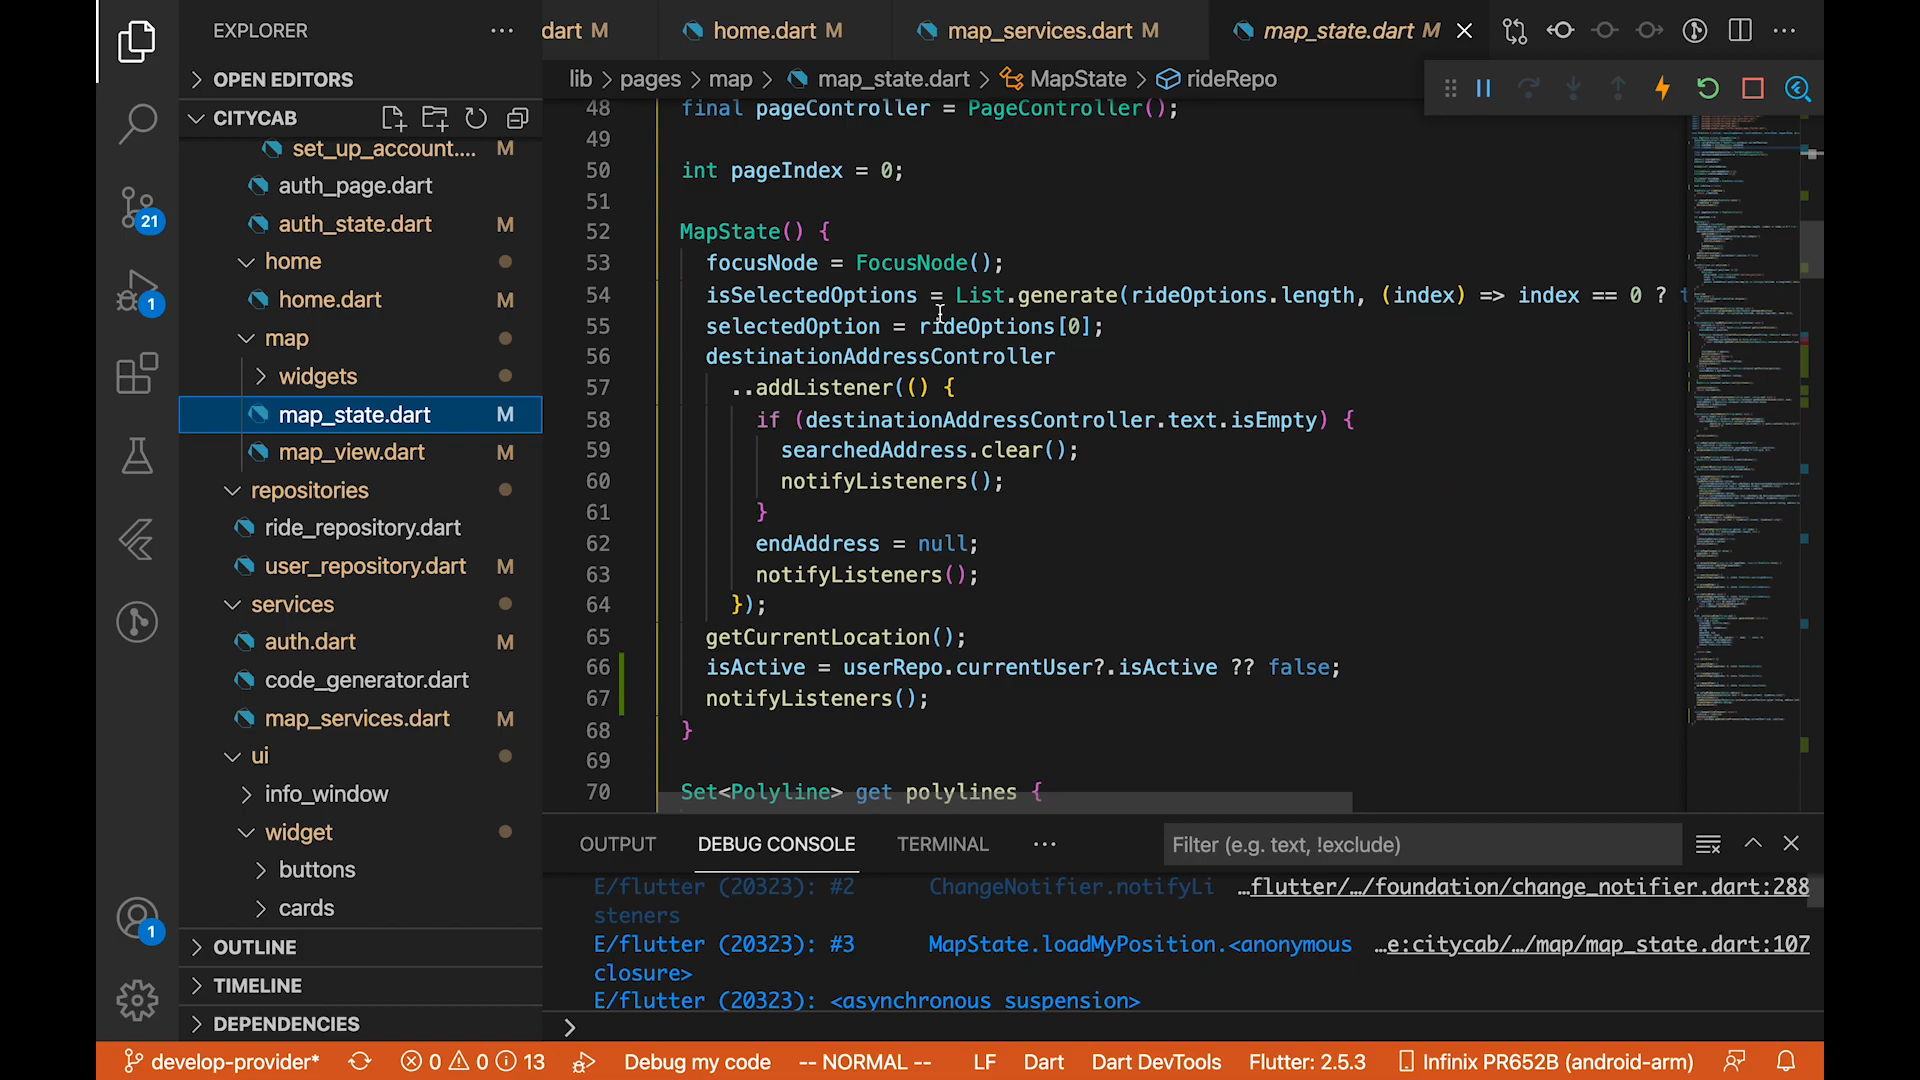 EXPLORER
dart M
home.dart M
map_services.dart M
map_state.dart M
OPEN EDITORS
lib > pages > map > map_state.dart > MapState > rideRepo
CITYCAB
set_up_account.... M
auth_page.dart
auth_state.dart M
home
home.dart M
map
widgets
map_state.dart M
map_view.dart M
repositories
ride_repository.dart
user_repository.dart M
services
auth.dart M
code_generator.dart
map_services.dart M
ui
info_window
widget
buttons
cards
OUTLINE
TIMELINE
DEPENDENCIES
21
1
1
48 final pageController = PageController();
49
50 int pageIndex = 0;
51
52 MapState() {
53 focusNode = FocusNode();
54 isSelectedOptions = List.generate(rideOptions.length, (index) => index == 0 ? t
55 selectedOption = rideOptions[0];
56 destinationAddressController
57 ..addListener(() {
58 if (destinationAddressController.text.isEmpty) {
59 searchedAddress.clear();
60 notifyListeners();
61 }
62 endAddress = null;
63 notifyListeners();
64 });
65 getCurrentLocation();
66 isActive = userRepo.currentUser?.isActive ?? false;
67 notifyListeners();
68 }
69
70 Set<Polyline> get polylines {
OUTPUT DEBUG CONSOLE TERMINAL ... Filter (e.g. text, !exclude)
E/flutter (20323): #2 ChangeNotifier.notifyLi …flutter/…/foundation/change_notifier.dart:288
steners
E/flutter (20323): #3 MapState.loadMyPosition.<anonymous …e:citycab/…/map/map_state.dart:107
closure>
E/flutter (20323): <asynchronous suspension>
develop-provider* 0 0 13 Debug my code -- NORMAL -- LF Dart Dart DevTools Flutter: 2.5.3 Infinix PR652B (android-arm)